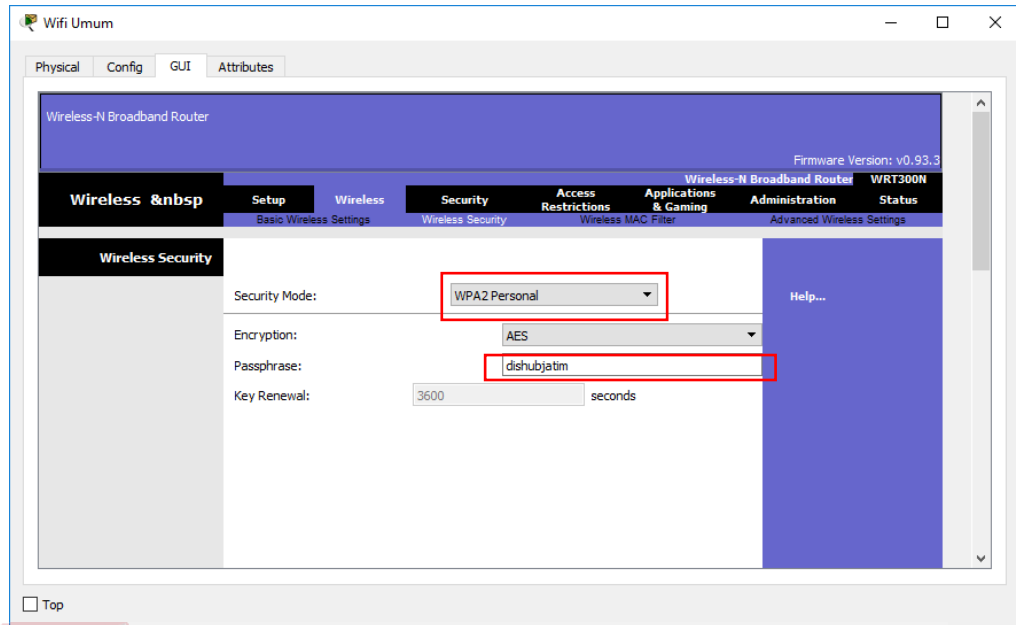 Wifi Umum
Physical Config GUI Attributes
Wireless-N Broadband Router
Firmware Version: v0.93.3
Wireless-N Broadband Router WRT300N
Wireless &nbsp
Setup Wireless Security Access Restrictions Applications & Gaming Administration Status
Basic Wireless Settings Wireless Security Wireless MAC Filter Advanced Wireless Settings
Wireless Security
Security Mode: WPA2 Personal
Help...
Encryption: AES
Passphrase: dishubjatim
Key Renewal: 3600 seconds
Top